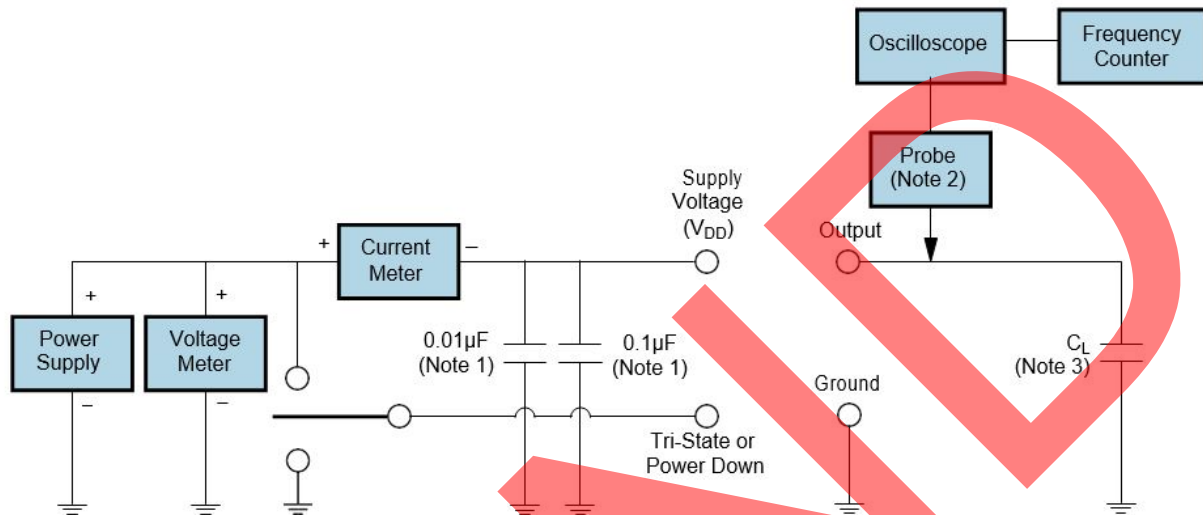 Oscilloscope
Frequency
Counter
Probe
(Note 2)
Supply
Voltage
(VDD)
Output
+
Current
Meter
–
+
Power
Supply
–
+
Voltage
Meter
–
0.01µF
(Note 1)
0.1µF
(Note 1)
CL
(Note 3)
Ground
Tri-State or
Power Down